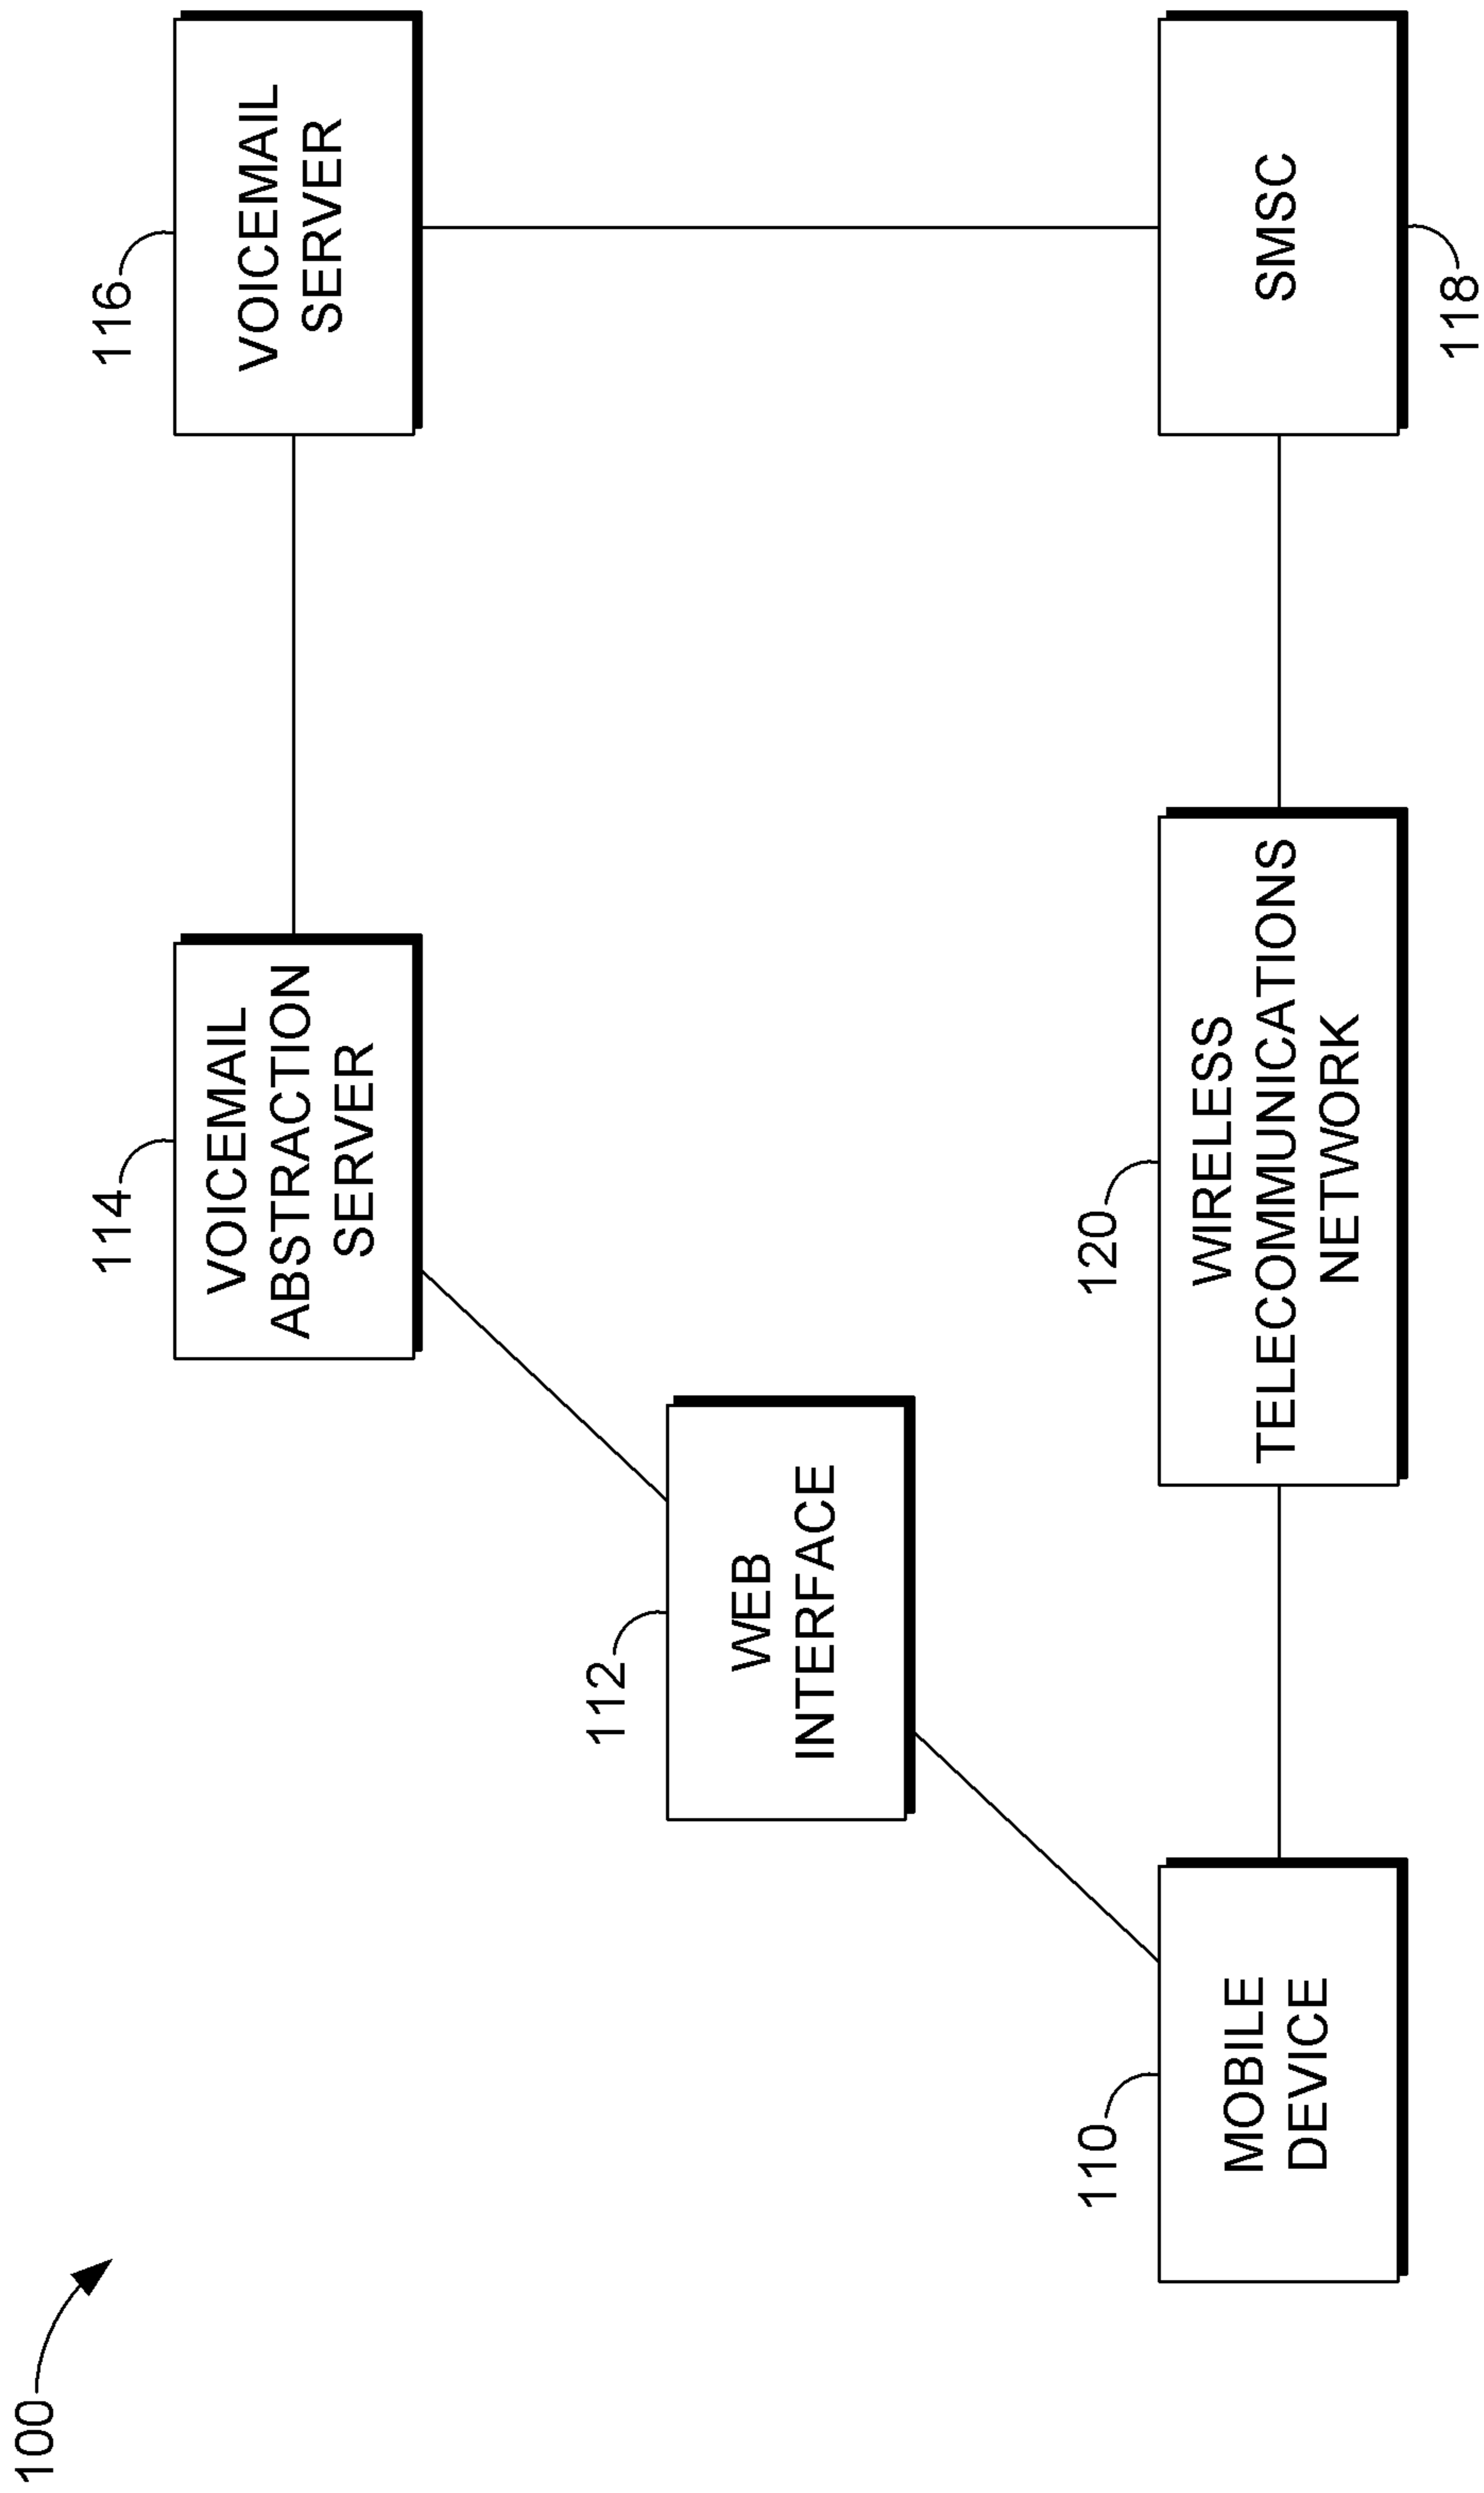 100
114
VOICEMAIL
ABSTRACTION
SERVER
116
VOICEMAIL
SERVER
112
WEB
INTERFACE
110
MOBILE
DEVICE
120
WIRELESS
TELECOMMUNICATIONS
NETWORK
SMSC
118